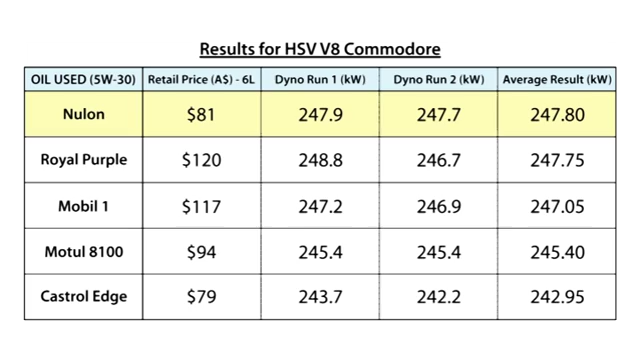 Results for HSV V8 Commodore
OIL USED (5W-30) Retail Price (A$) - 6L Dyno Run 1 (kW) Dyno Run 2 (kW) Average Result (kW)
Nulon $81 247.9 247.7 247.80
Royal Purple $120 248.8 246.7 247.75
Mobil 1 $117 247.2 246.9 247.05
Motul 8100 $94 245.4 245.4 245.40
Castrol Edge $79 243.7 242.2 242.95